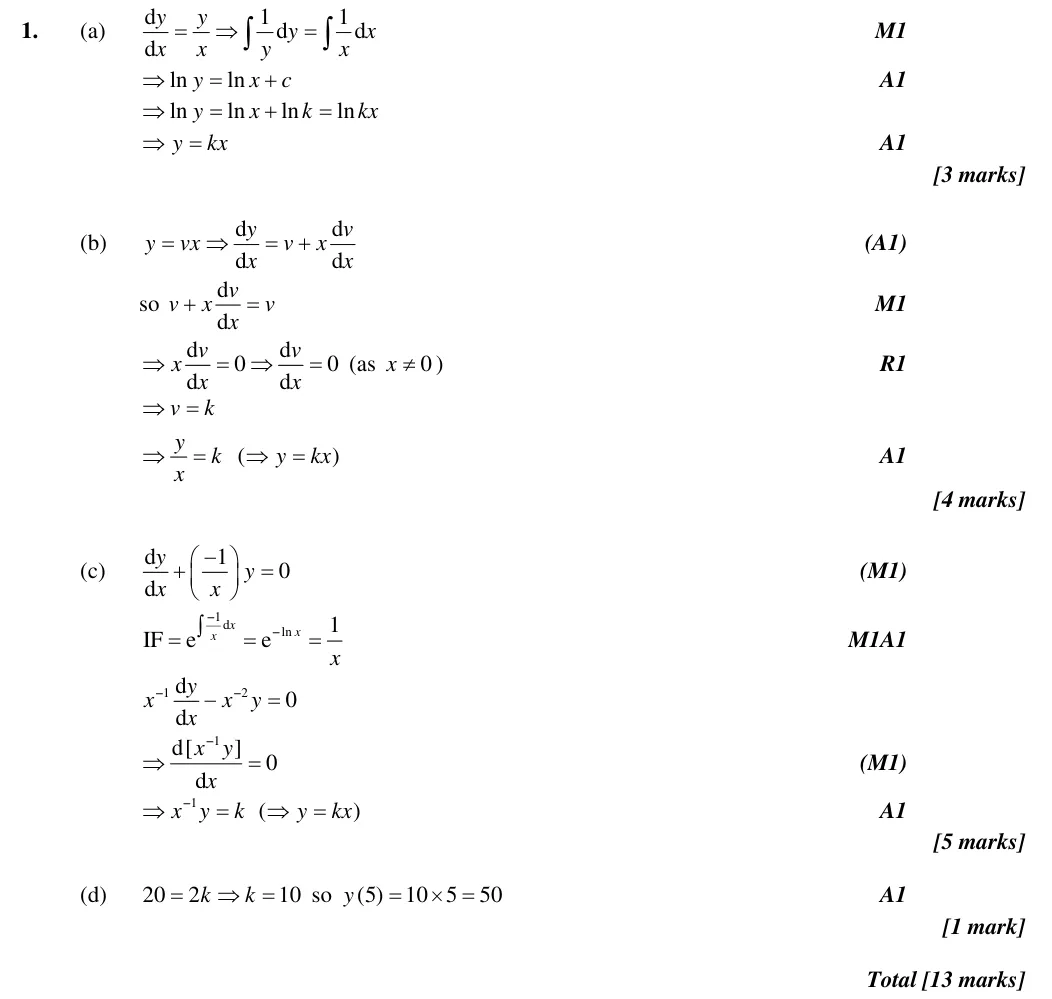 1. (a) dy/dx = y/x ⇒ ∫ 1/y dy = ∫ 1/x dx M1
⇒ ln y = ln x + c A1
⇒ ln y = ln x + ln k = ln kx
⇒ y = kx A1
[3 marks]
(b) y = vx ⇒ dy/dx = v + x dv/dx (A1)
so v + x dv/dx = v M1
⇒ x dv/dx = 0 ⇒ dv/dx = 0 (as x ≠ 0) R1
⇒ v = k
⇒ y/x = k (⇒ y = kx) A1
[4 marks]
(c) dy/dx + (−1/x) y = 0 (M1)
IF = e^(∫ −1/x dx) = e^(−ln x) = 1/x M1A1
x⁻¹ dy/dx − x⁻² y = 0
⇒ d[x⁻¹y]/dx = 0 (M1)
⇒ x⁻¹y = k (⇒ y = kx) A1
[5 marks]
(d) 20 = 2k ⇒ k = 10 so y(5) = 10 × 5 = 50 A1
[1 mark]
Total [13 marks]